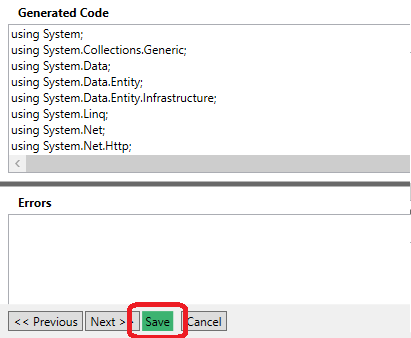 Generated Code
using System;
using System.Collections.Generic;
using System.Data;
using System.Data.Entity;
using System.Data.Entity.Infrastructure;
using System.Linq;
using System.Net;
using System.Net.Http;
Errors
<< Previous Next >> Save Cancel